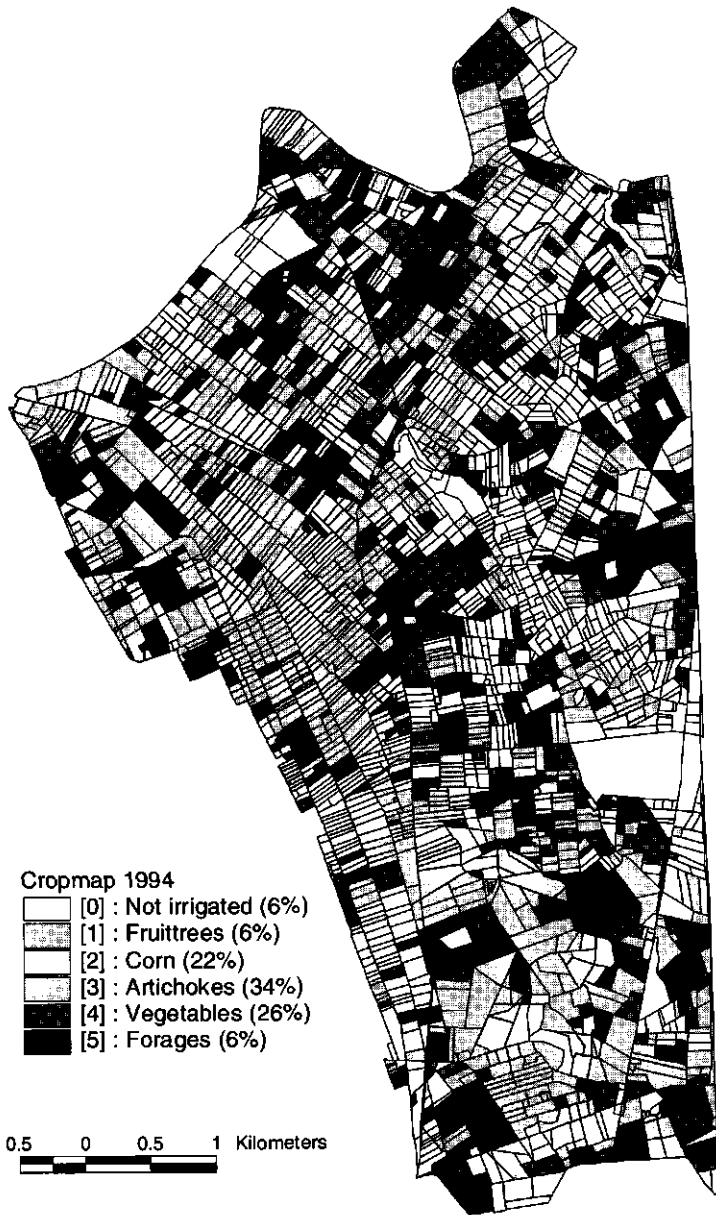 Cropmap 1994
[0] : Not irrigated (6%)
[1] : Fruittrees (6%)
[2] : Corn (22%)
[3] : Artichokes (34%)
[4] : Vegetables (26%)
[5] : Forages (6%)
0.5 0 0.5 1 Kilometers